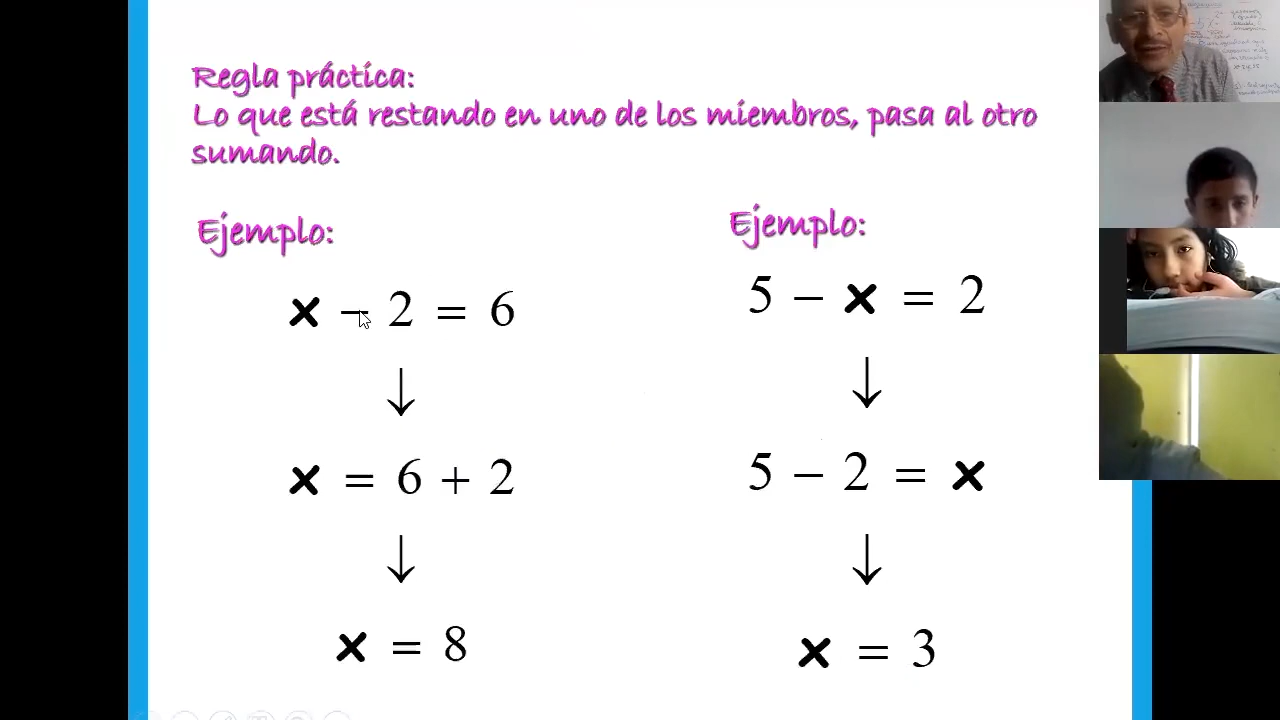 Regla práctica:
Lo que está restando en uno de los miembros, pasa al otro
sumando.
Ejemplo:
x − 2 = 6
↓
x = 6 + 2
↓
x = 8
Ejemplo:
5 − x = 2
↓
5 − 2 = x
↓
x = 3